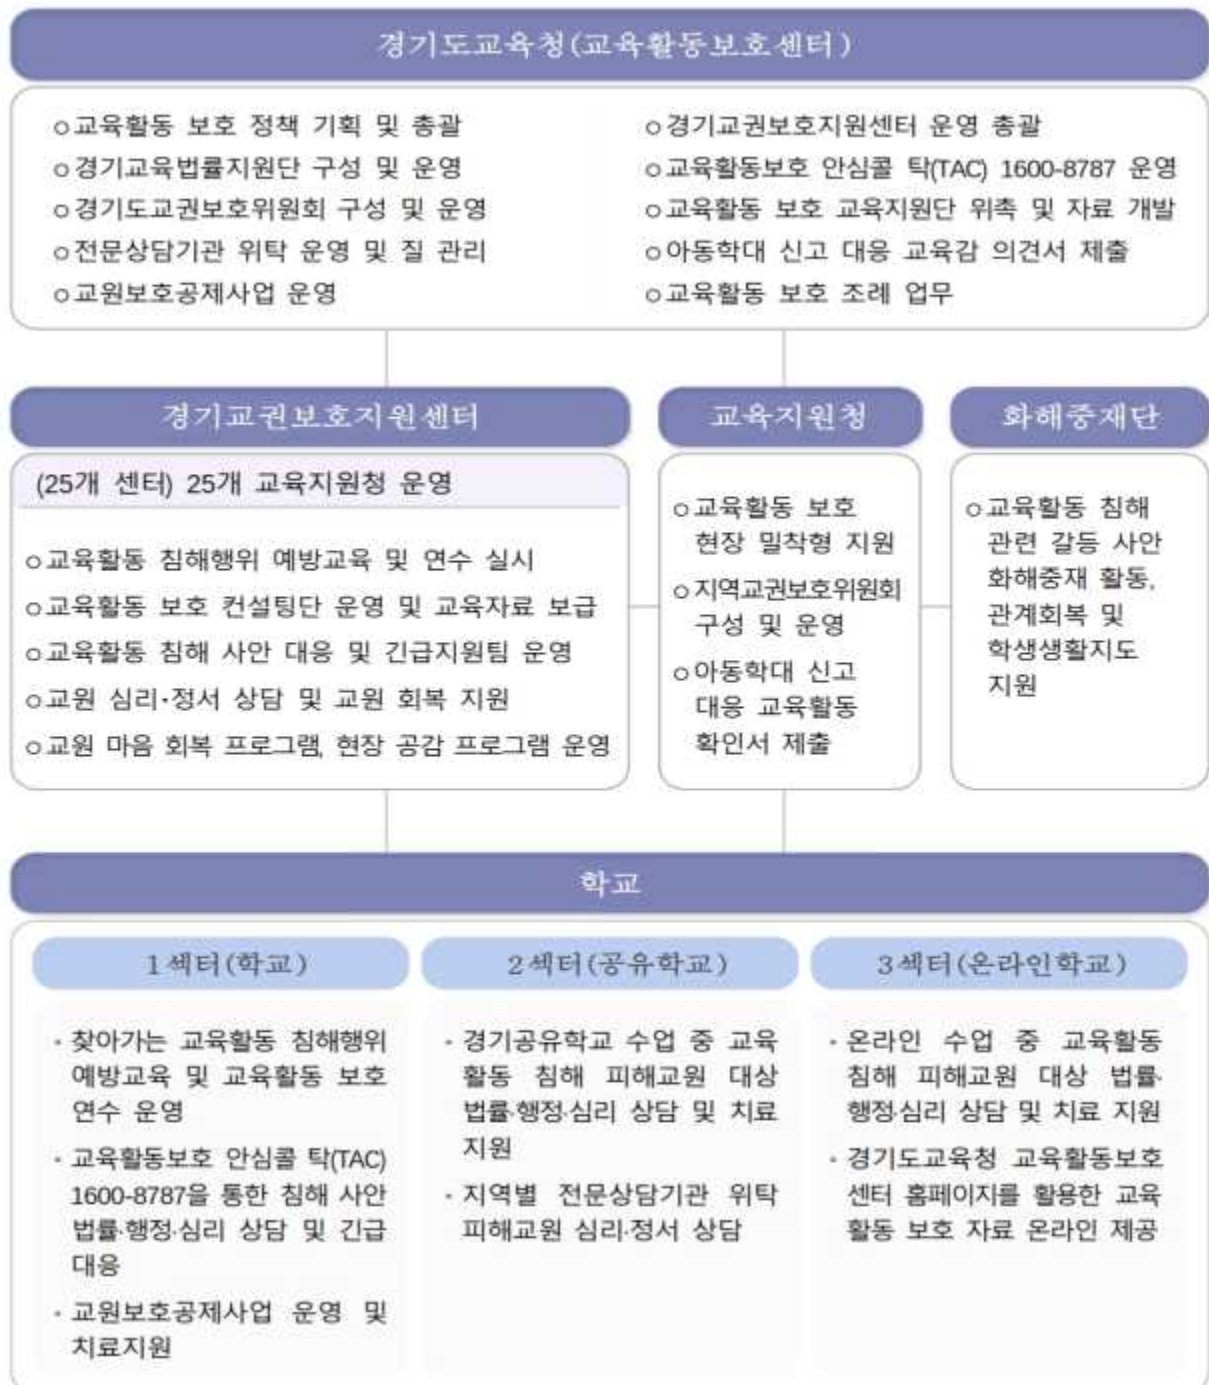 경기도교육청(교육활동보호센터)
○교육활동 보호 정책 기획 및 총괄
○경기교육법률지원단 구성 및 운영
○경기도교권보호위원회 구성 및 운영
○전문상담기관 위탁 운영 및 질 관리
○교원보호공제사업 운영
○경기교권보호지원센터 운영 총괄
○교육활동보호 안심콜 탁(TAC) 1600-8787 운영
○교육활동 보호 교육지원단 위촉 및 자료 개발
○아동학대 신고 대응 교육감 의견서 제출
○교육활동 보호 조례 업무
경기교권보호지원센터
(25개 센터) 25개 교육지원청 운영
○교육활동 침해행위 예방교육 및 연수 실시
○교육활동 보호 컨설팅단 운영 및 교육자료 보급
○교육활동 침해 사안 대응 및 긴급지원팀 운영
○교원 심리·정서 상담 및 교원 회복 지원
○교원 마음 회복 프로그램, 현장 공감 프로그램 운영
교육지원청
○교육활동 보호
현장 밀착형 지원
○지역교권보호위원회
구성 및 운영
○아동학대 신고
대응 교육활동
확인서 제출
화해중재단
○교육활동 침해
관련 갈등 사안
화해중재 활동,
관계회복 및
학생생활지도
지원
학교
1섹터(학교)
· 찾아가는 교육활동 침해행위
예방교육 및 교육활동 보호
연수 운영
· 교육활동보호 안심콜 탁(TAC)
1600-8787을 통한 침해 사안
법률·행정·심리 상담 및 긴급
대응
· 교원보호공제사업 운영 및
치료지원
2섹터(공유학교)
· 경기공유학교 수업 중 교육
활동 침해 피해교원 대상
법률·행정·심리 상담 및 치료
지원
· 지역별 전문상담기관 위탁
피해교원 심리·정서 상담
3섹터(온라인학교)
· 온라인 수업 중 교육활동
침해 피해교원 대상 법률·
행정·심리 상담 및 치료 지원
· 경기도교육청 교육활동보호
센터 홈페이지를 활용한 교육
활동 보호 자료 온라인 제공